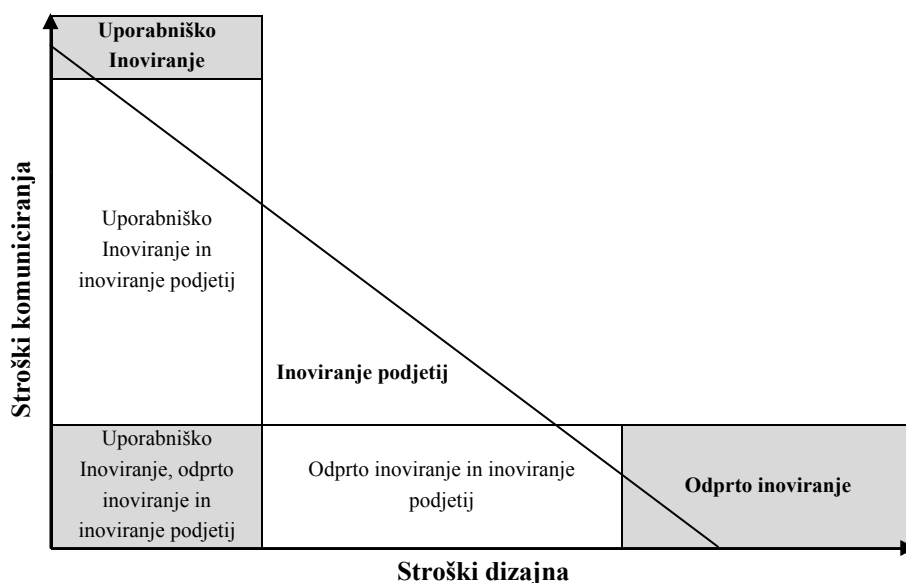 Uporabniško
Inoviranje
Stroški komuniciranja
Uporabniško
Inoviranje in
inoviranje podjetij
Inoviranje podjetij
Uporabniško
Inoviranje, odprto
inoviranje in
inoviranje podjetij
Odprto inoviranje in inoviranje
podjetij
Odprto inoviranje
Stroški dizajna